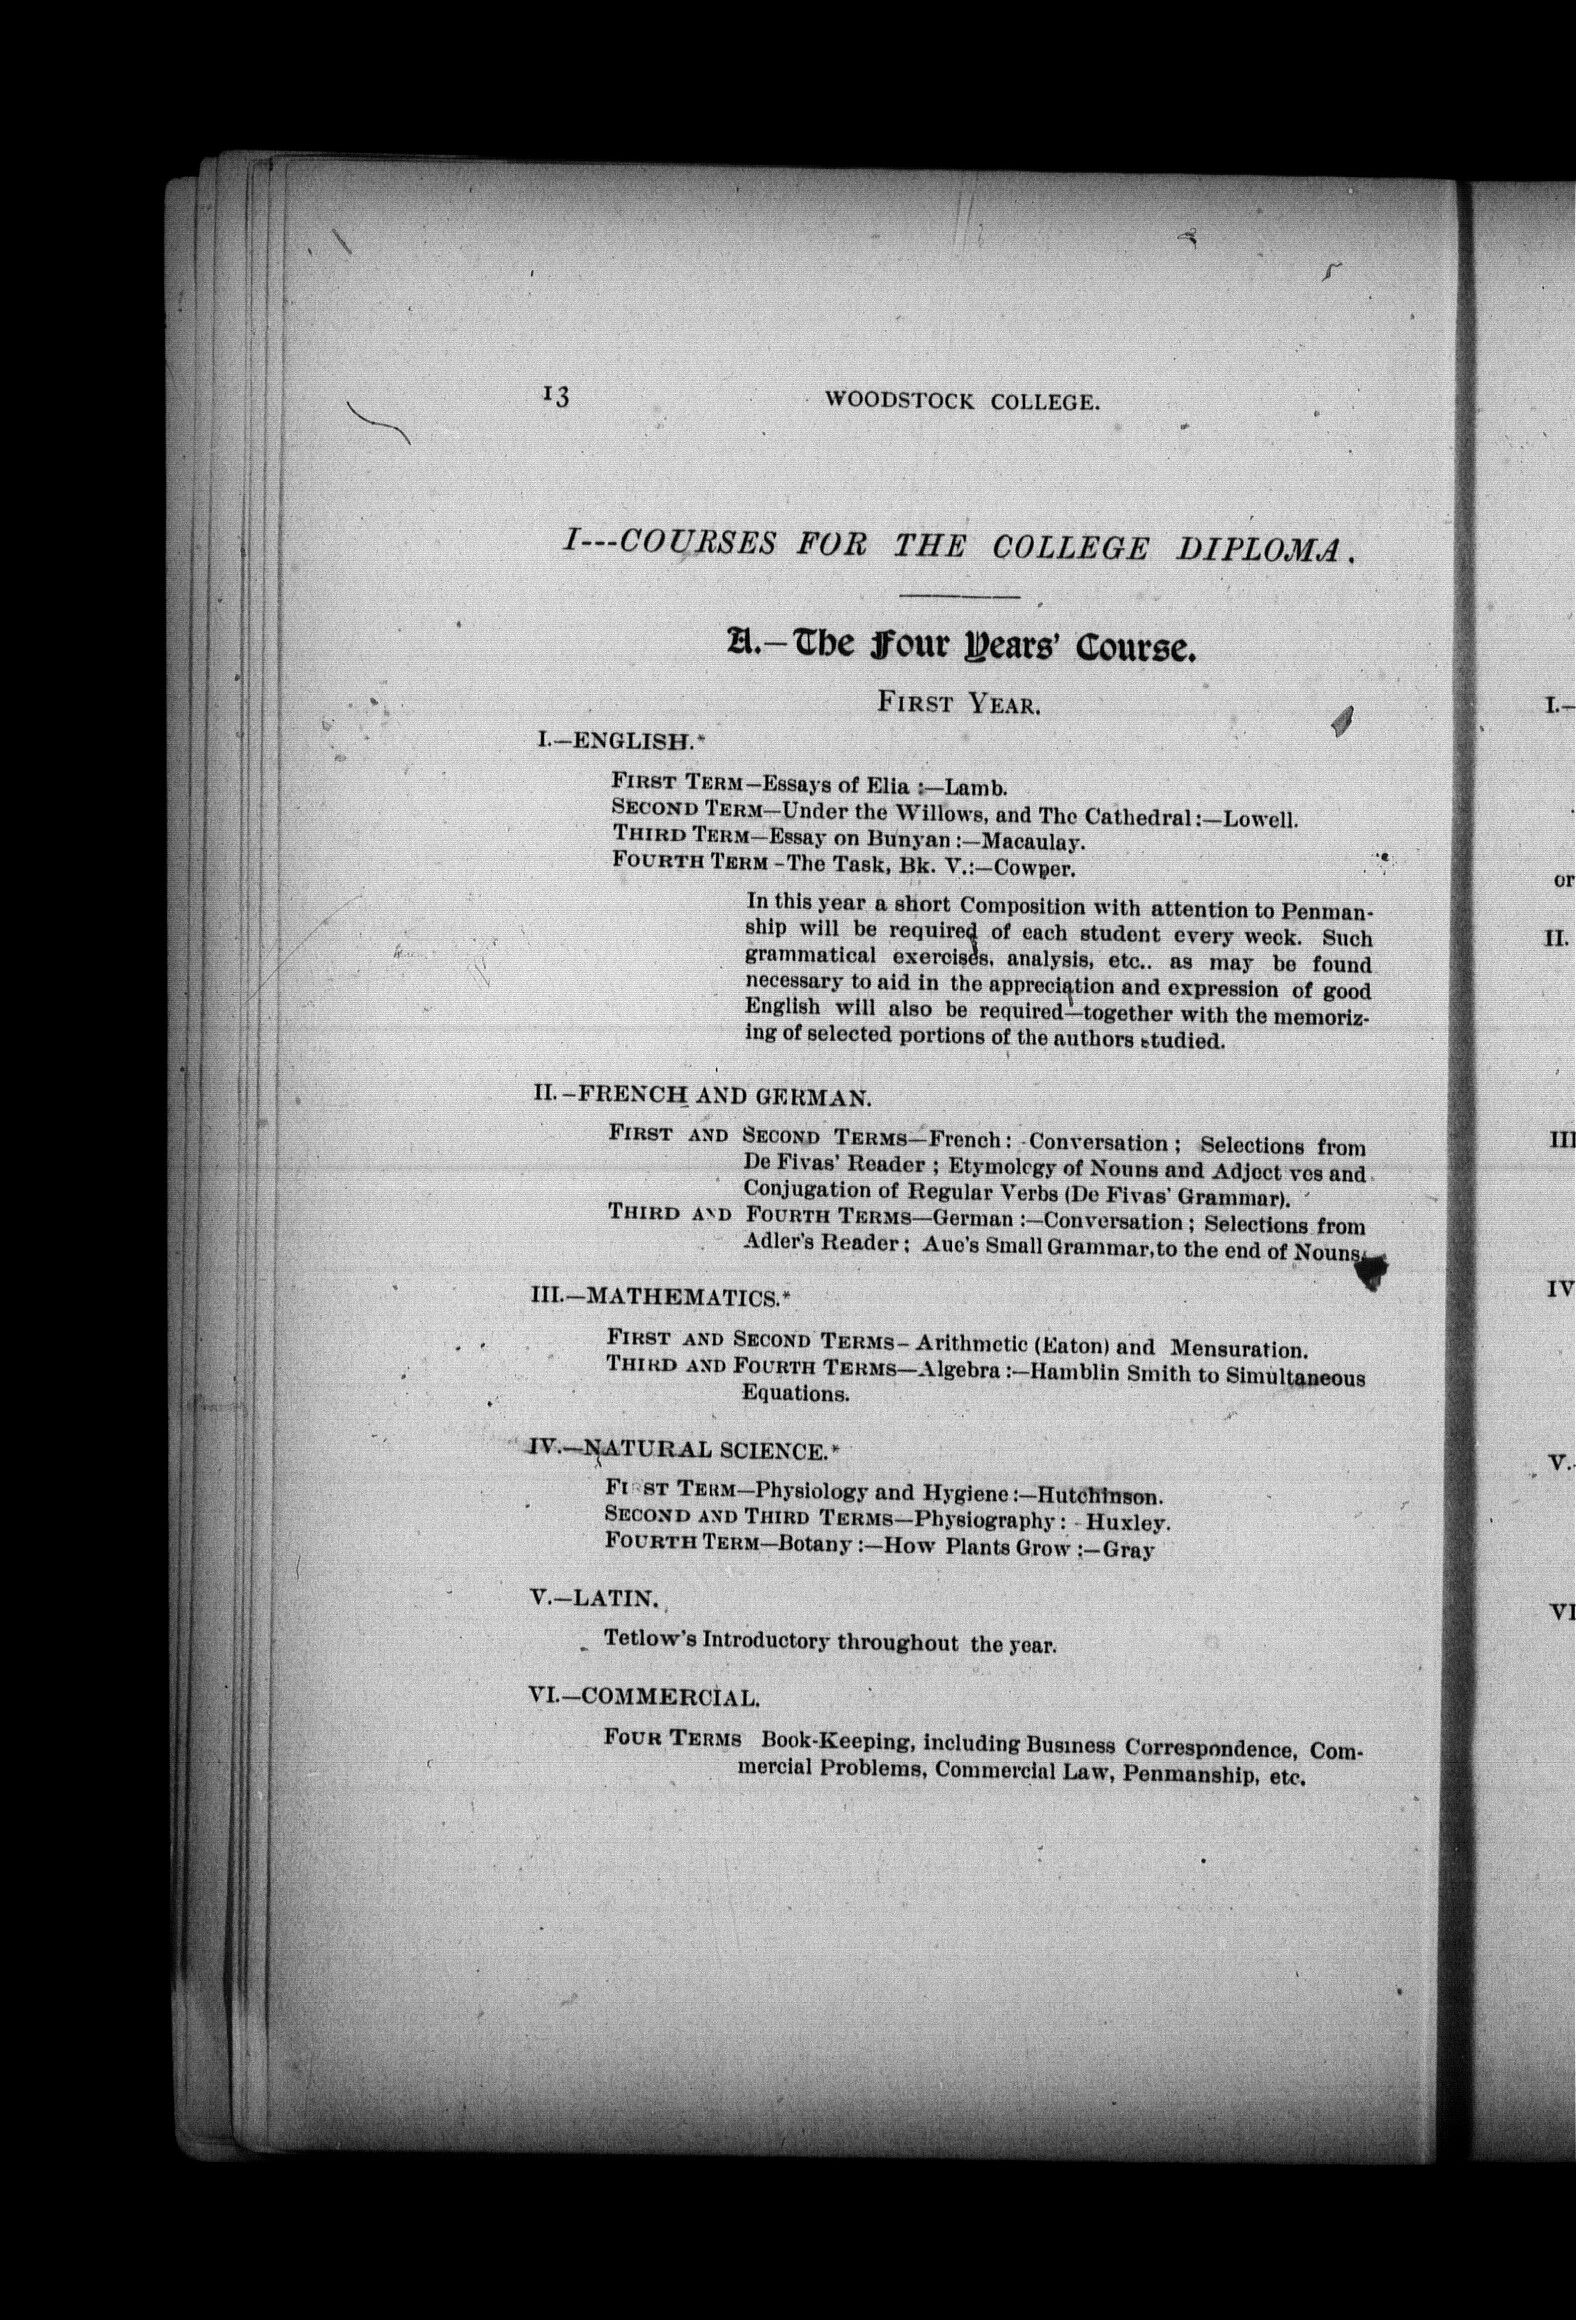 13 WOODSTOCK COLLEGE.
I---COURSES FOR THE COLLEGE DIPLOMA.
A.—The Four Years' Course.
FIRST YEAR.
I.—ENGLISH.*
FIRST TERM—Essays of Elia :—Lamb.
SECOND TERM—Under the Willows, and The Cathedral:—Lowell.
THIRD TERM—Essay on Bunyan :—Macaulay.
FOURTH TERM -The Task, Bk. V.:—Cowper.
In this year a short Composition with attention to Penman-
ship will be required of each student every week. Such
grammatical exercises, analysis, etc.. as may be found
necessary to aid in the appreciation and expression of good
English will also be required—together with the memoriz-
ing of selected portions of the authors studied.
II.—FRENCH AND GERMAN.
FIRST AND SECOND TERMS—French: -Conversation ; Selections from
De Fivas' Reader ; Etymology of Nouns and Adject ves and
Conjugation of Regular Verbs (De Fivas' Grammar).
THIRD AND FOURTH TERMS—German :—Conversation ; Selections from
Adler's Reader ; Aue's Small Grammar, to the end of Nouns.
III.—MATHEMATICS.*
FIRST AND SECOND TERMS- Arithmetic (Eaton) and Mensuration.
THIRD AND FOURTH TERMS—Algebra :—Hamblin Smith to Simultaneous
Equations.
IV.—NATURAL SCIENCE.*
FI ST TERM—Physiology and Hygiene :—Hutchinson.
SECOND AND THIRD TERMS—Physiography : - Huxley.
FOURTH TERM—Botany :—How Plants Grow :—Gray
V.—LATIN.
Tetlow's Introductory throughout the year.
VI.—COMMERCIAL.
FOUR TERMS Book-Keeping, including Business Correspondence, Com-
mercial Problems, Commercial Law, Penmanship, etc.
I.—
or
II.
III
IV
V.
VI